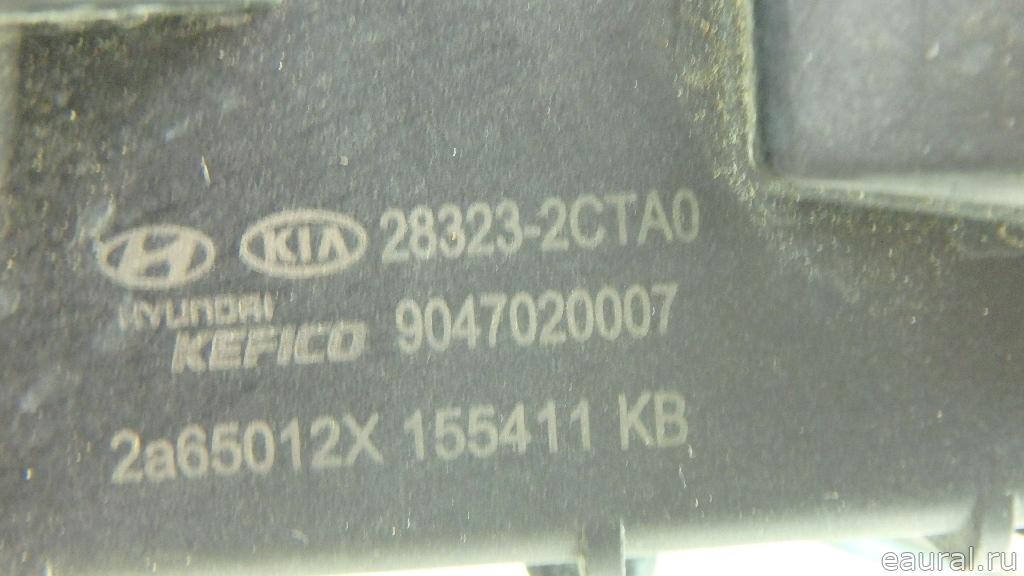 KIA 28323-2CTA0
HYUNDAI
KEFICO 9047020007
2a65012X 155411 KB
eaural.ru